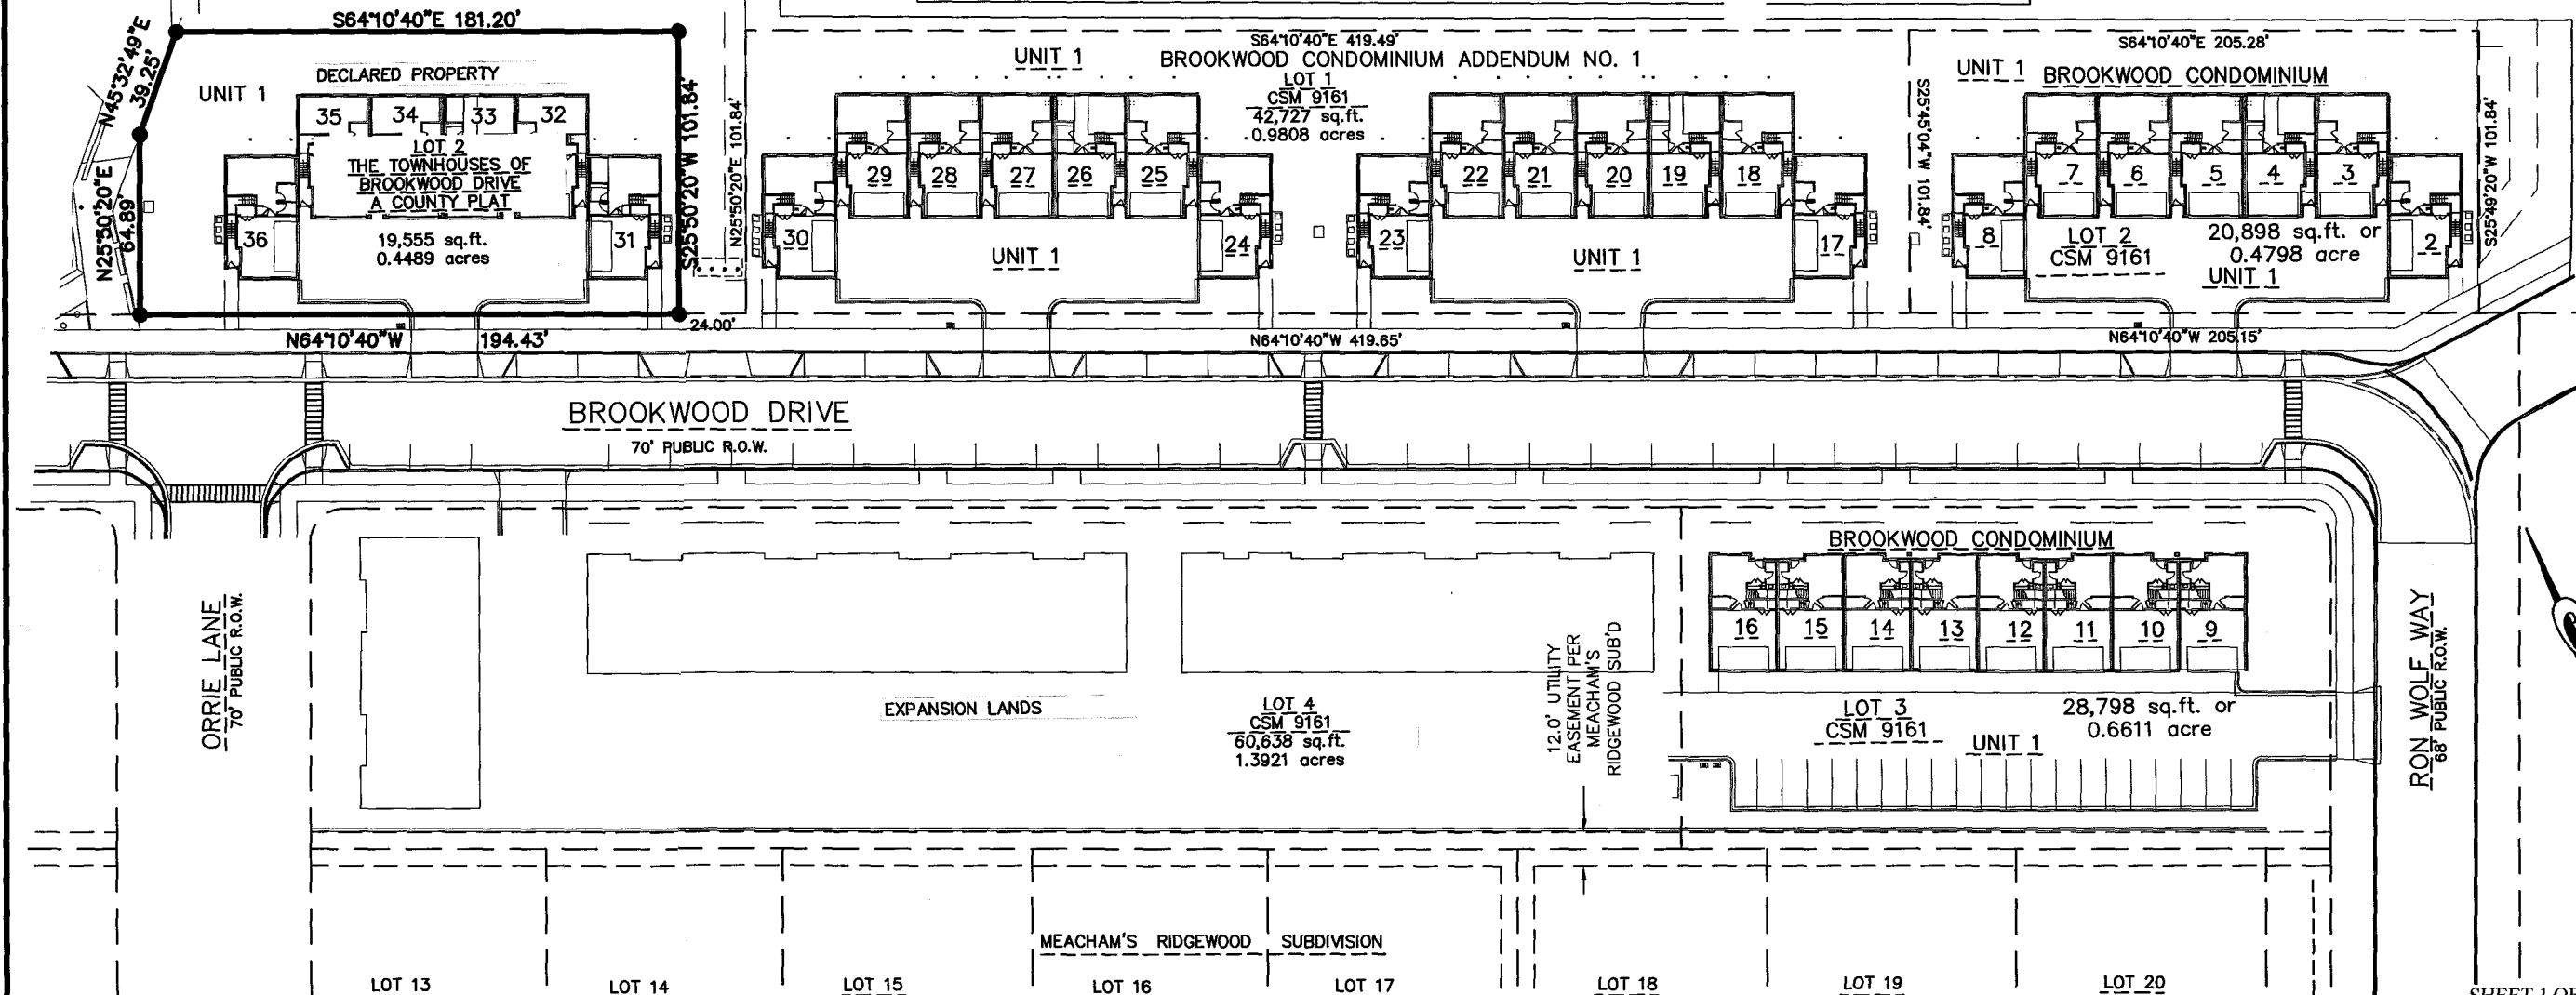 S64°10'40"E 181.20'
N45°32'49"E
39.25'
DECLARED PROPERTY
UNIT 1
35 34 33 32
LOT 2
THE TOWNHOUSES OF
BROOKWOOD DRIVE
A COUNTY PLAT
19,555 sq.ft.
0.4489 acres
36
31
N25°50'20"E
64.89'
S25°50'20"W 101.84'
N25°50'20"E 101.84'
24.00'
N64°10'40"W 194.43'
S64°10'40"E 419.49'
UNIT 1
BROOKWOOD CONDOMINIUM ADDENDUM NO. 1
LOT 1
CSM 9161
42,727 sq.ft.
0.9808 acres
29 28 27 26 25
30
24
UNIT 1
22 21 20 19 18
23
17
UNIT 1
N64°10'40"W 419.65'
S64°10'40"E 205.28'
UNIT 1
BROOKWOOD CONDOMINIUM
S25°45'04"W 101.84'
S25°49'20"W 101.84'
7 6 5 4 3
8
2
LOT 2
CSM 9161
20,898 sq.ft. or
0.4798 acre
UNIT 1
N64°10'40"W 205.15'
BROOKWOOD DRIVE
70' PUBLIC R.O.W.
ORRIE LANE
70' PUBLIC R.O.W.
EXPANSION LANDS
LOT 4
CSM 9161
60,638 sq.ft.
1.3921 acres
12.0' UTILITY
EASEMENT PER
MEACHAM'S
RIDGEWOOD SUB'D
BROOKWOOD CONDOMINIUM
16 15 14 13 12 11 10 9
LOT 3
CSM 9161
28,798 sq.ft. or
0.6611 acre
UNIT 1
RON WOLF WAY
68' PUBLIC R.O.W.
MEACHAM'S RIDGEWOOD SUBDIVISION
LOT 13
LOT 14
LOT 15
LOT 16
LOT 17
LOT 18
LOT 19
LOT 20
SHEET 1 OF